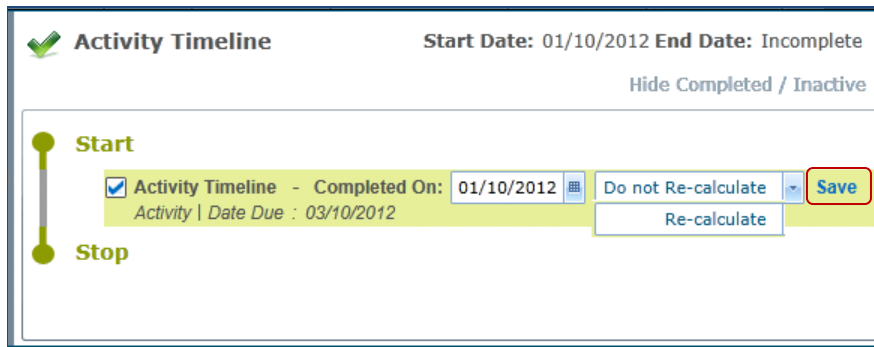 Activity Timeline Start Date: 01/10/2012 End Date: Incomplete
Hide Completed / Inactive
Start
Activity Timeline - Completed On: 01/10/2012 Do not Re-calculate Save
Activity | Date Due : 03/10/2012 Re-calculate
Stop